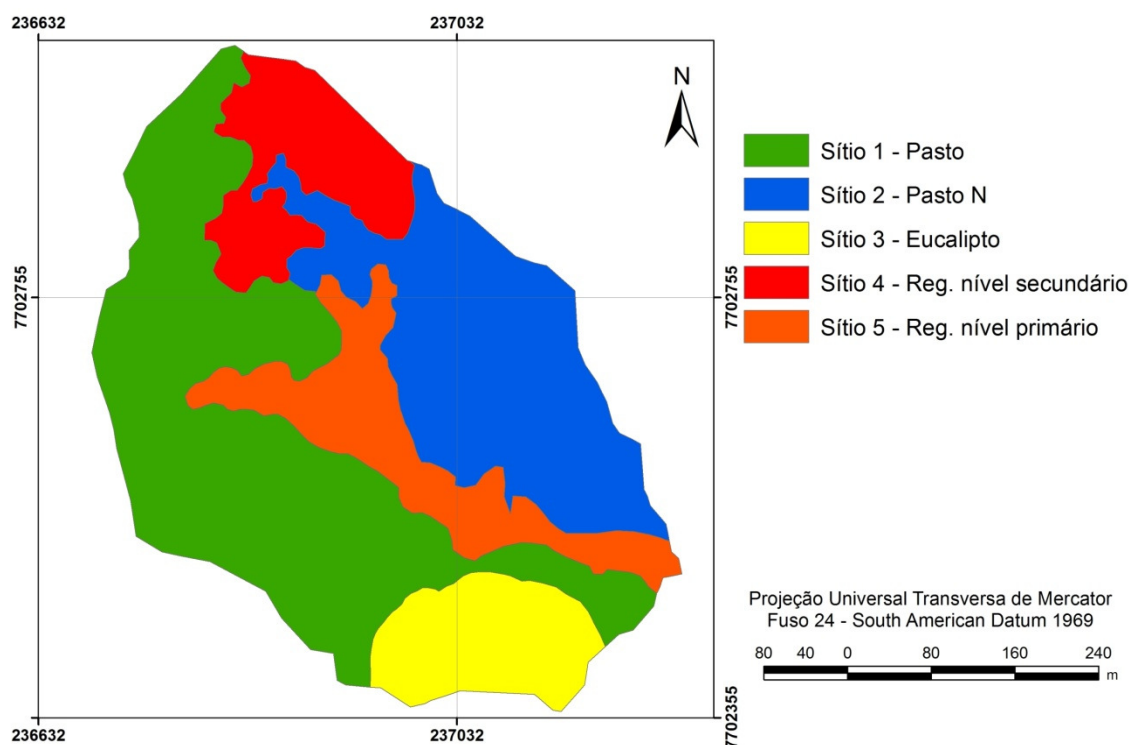 236632
237032
N
7702755
7702755
Sítio 1 - Pasto
Sítio 2 - Pasto N
Sítio 3 - Eucalipto
Sítio 4 - Reg. nível secundário
Sítio 5 - Reg. nível primário
Projeção Universal Transversa de Mercator
Fuso 24 - South American Datum 1969
80 40 0 80 160 240
m
7702355
236632
237032